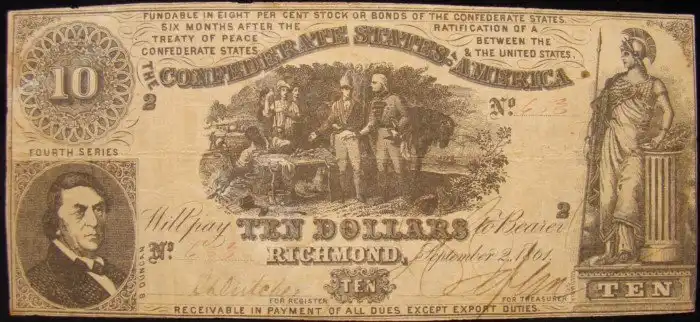 FUNDABLE IN EIGHT PER CENT STOCK OR BONDS OF THE CONFEDERATE STATES.
SIX MONTHS AFTER THE RATIFICATION OF A
TREATY OF PEACE BETWEEN THE
CONFEDERATE STATES & THE UNITED STATES.
THE CONFEDERATE STATES OF AMERICA
10
2
No
FOURTH SERIES
Will pay TEN DOLLARS to Bearer
2
No
RICHMOND, September 2, 1861.
B DUNCAN
TEN
FOR REGISTER
FOR TREASURER
TEN
RECEIVABLE IN PAYMENT OF ALL DUES EXCEPT EXPORT DUTIES.